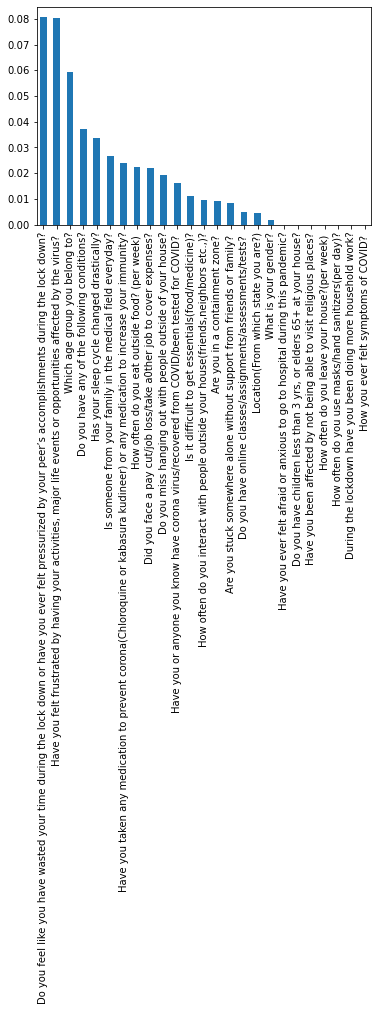 0.08
0.07
0.06
0.05
0.04
0.03
0.02
0.01
0.00
Do you feel like you have wasted your time during the lock down or have you ever felt pressurized by your peer's accomplishments during the lock down?
Have you felt frustrated by having your activities, major life events or opportunities affected by the virus?
Which age group you belong to?
Do you have any of the following conditions?
Has your sleep cycle changed drastically?
Is someone from your family in the medical field everyday?
Have you taken any medication to prevent corona(Chloroquine or kabasura kudineer) or any medication to increase your immunity?
How often do you eat outside food? (per week)
Did you face a pay cut/job loss/take a0ther job to cover expenses?
Do you miss hanging out with people outside of your house?
Have you or anyone you know have corona virus/recovered from COVID)been tested for COVID?
Is it difficult to get essentials(food/medicine)?
How often do you interact with people outside your house(friends,neighbors etc..,)?
Are you in a containment zone?
Are you stuck somewhere alone without support from friends or family?
Do you have online classes/assignments/assessments/tests?
Location(From which state you are?)
What is your gender?
Have you ever felt afraid or anxious to go to hospital during this pandemic?
Do you have children less than 3 yrs, or elders 65+ at your house?
Have you been affected by not being able to visit religious places?
How often do you leave your house?(per week)
How often do you use masks/hand sanitizers(per day)?
During the lockdown have you been doing more household work?
How you ever felt symptoms of COVID?